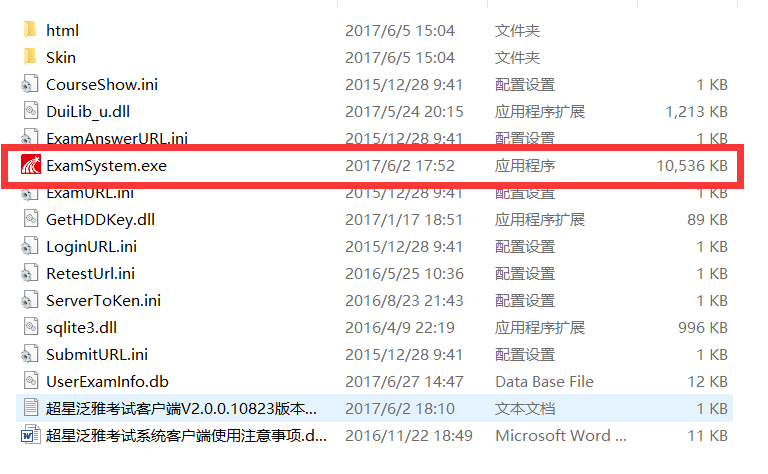 html 2017/6/5 15:04 文件夹
Skin 2017/6/5 15:04 文件夹
CourseShow.ini 2015/12/28 9:41 配置设置 1 KB
DuiLib_u.dll 2017/5/24 20:15 应用程序扩展 1,213 KB
ExamAnswerURL.ini 2015/12/28 9:41 配置设置 1 KB
ExamSystem.exe 2017/6/2 17:52 应用程序 10,536 KB
ExamURL.ini 2015/12/28 9:41 配置设置 1 KB
GetHDDKey.dll 2017/1/17 18:51 应用程序扩展 89 KB
LoginURL.ini 2015/12/28 9:41 配置设置 1 KB
RetestUrl.ini 2016/5/25 10:36 配置设置 1 KB
ServerToKen.ini 2016/8/23 21:43 配置设置 1 KB
sqlite3.dll 2016/4/9 22:19 应用程序扩展 996 KB
SubmitURL.ini 2015/12/28 9:41 配置设置 1 KB
UserExamInfo.db 2017/6/27 14:47 Data Base File 12 KB
超星泛雅考试客户端V2.0.0.10823版本... 2017/6/2 18:10 文本文档 1 KB
超星泛雅考试系统客户端使用注意事项.d... 2016/11/22 18:49 Microsoft Word ... 11 KB